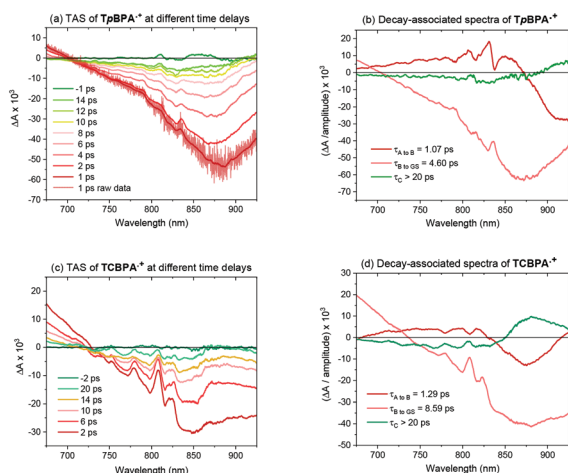 (a) TAS of TpBPA·+ at different time delays
ΔA x 10³
10
0
-10
-20
-30
-40
-50
-60
-70
-1 ps
14 ps
12 ps
10 ps
8 ps
6 ps
4 ps
2 ps
1 ps
1 ps raw data
700 750 800 850 900
Wavelength (nm)
(b) Decay-associated spectra of TpBPA·+
(ΔA /amplitude) x 10³
20
10
0
-10
-20
-30
-40
-50
-60
-70
τA to B = 1.07 ps
τB to GS = 4.60 ps
τC > 20 ps
700 750 800 850 900
Wavelength (nm)
(c) TAS of TCBPA·+ at different time delays
ΔA x 10³
30
20
10
0
-10
-20
-30
-2 ps
20 ps
14 ps
10 ps
6 ps
2 ps
700 750 800 850 900
Wavelength (nm)
(d) Decay-associated spectra of TCBPA·+
(ΔA / amplitude) x 10³
30
20
10
0
-10
-20
-30
-40
-50
τA to B = 1.29 ps
τB to GS = 8.59 ps
τC > 20 ps
700 750 800 850 900
Wavelength (nm)